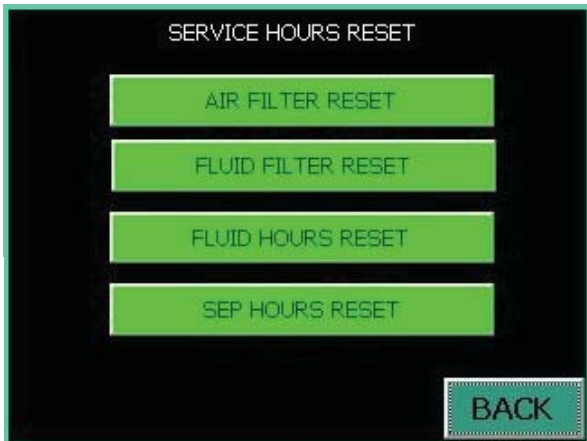 SERVICE HOURS RESET
AIR FILTER RESET
FLUID FILTER RESET
FLUID HOURS RESET
SEP HOURS RESET
BACK